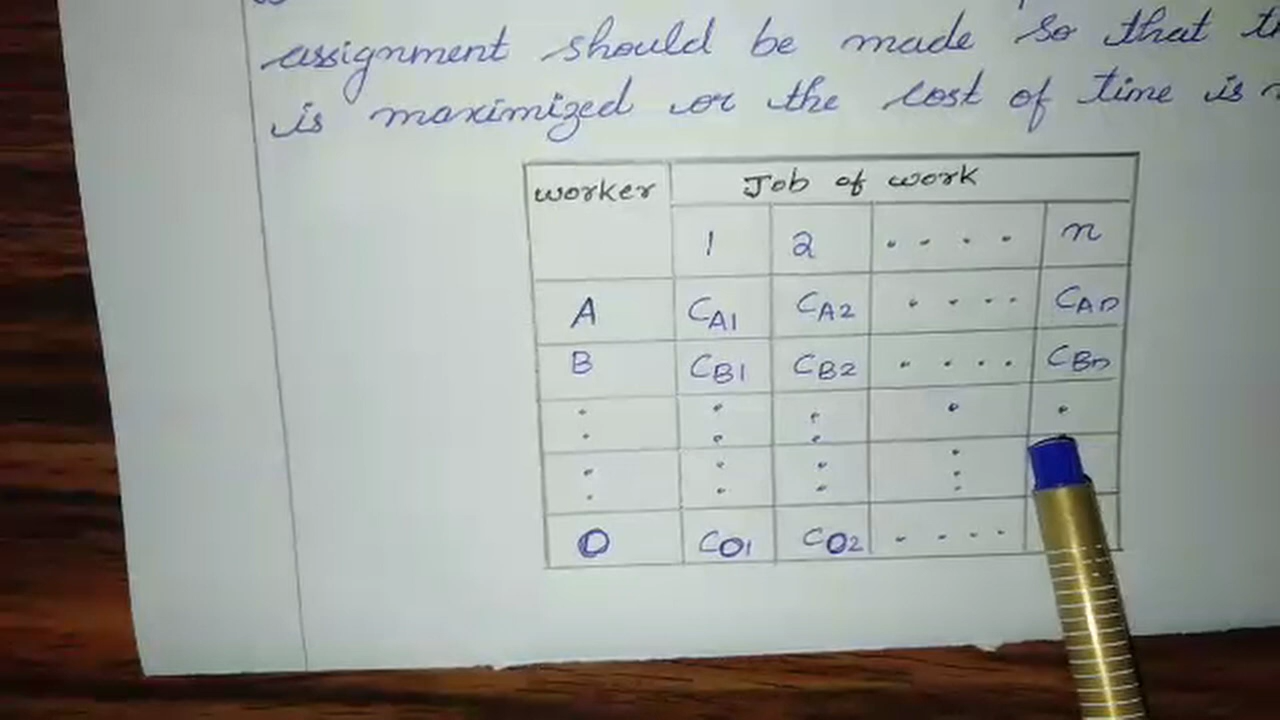 assignment should be made so that
is maximized or the cost of time is
worker Job of work
1 2 . . . . n
A CA1 CA2 . . . . CAn
B CB1 CB2 . . . . CBn
O CO1 CO2 . . . .